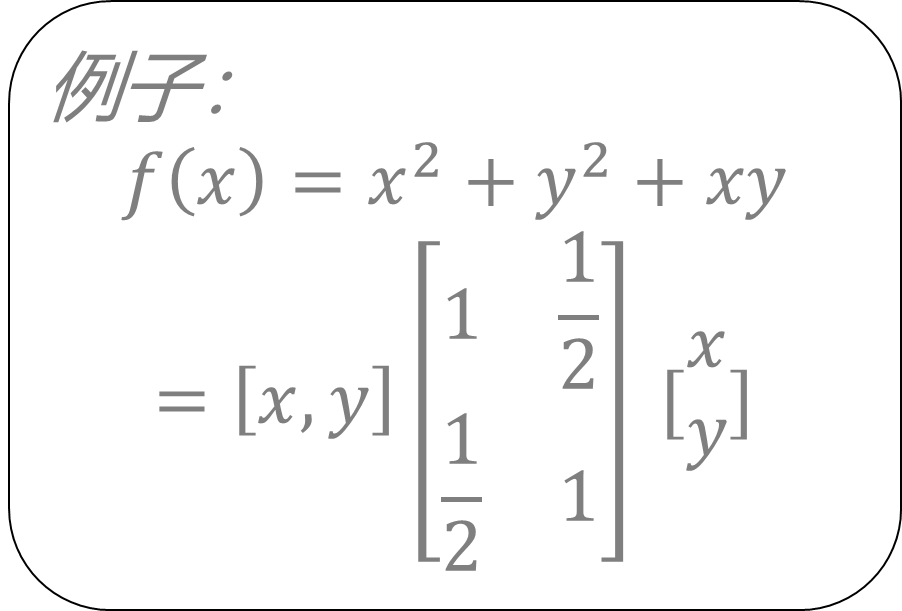 例子:
f(x) = x² + y² + xy
= [x, y] [1 1/2; 1/2 1] [x; y]